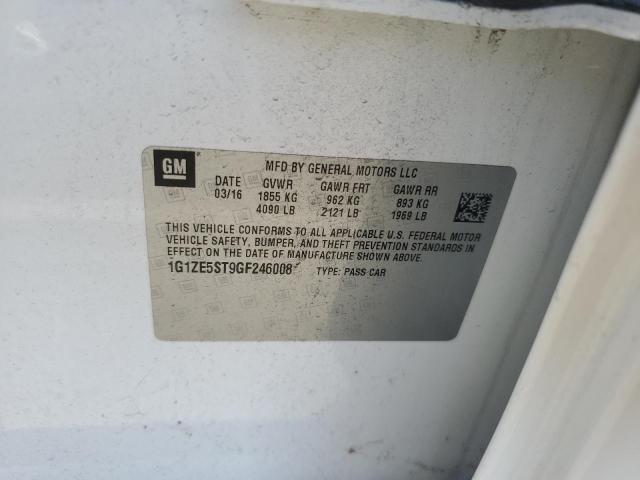 GM
MFD BY GENERAL MOTORS LLC
DATE GVWR GAWR FRT GAWR RR
03/16 1855 KG 962 KG 893 KG
4090 LB 2121 LB 1969 LB
THIS VEHICLE CONFORMS TO ALL APPLICABLE U.S. FEDERAL MOTOR
VEHICLE SAFETY, BUMPER, AND THEFT PREVENTION STANDARDS IN
EFFECT ON THE DATE OF MANUFACTURE SHOWN ABOVE.
1G1ZE5ST9GF246008 TYPE: PASS CAR